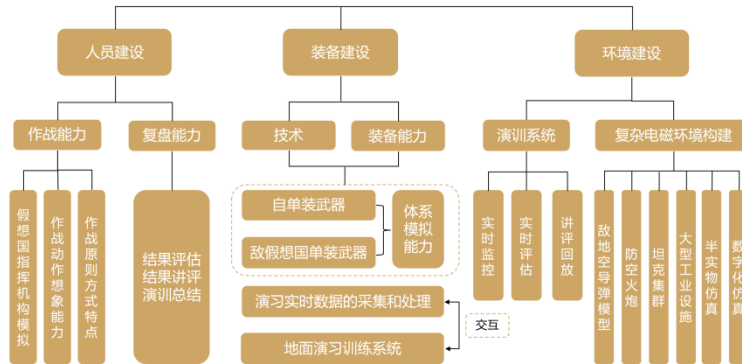 人员建设
装备建设
环境建设
作战能力
复盘能力
技术
装备能力
演训系统
复杂电磁环境构建
假想国指挥机构模拟
作战动作想象能力
作战原则方式特点
结果评估
结果讲评
演训总结
自单装武器
敌假想国单装武器
体系
模拟
能力
演习实时数据的采集和处理
地面演习训练系统
交互
实时监控
实时评估
讲评回放
敌地空导弹模型
防空火炮
坦克集群
大型工业设施
半实物仿真
数字化仿真